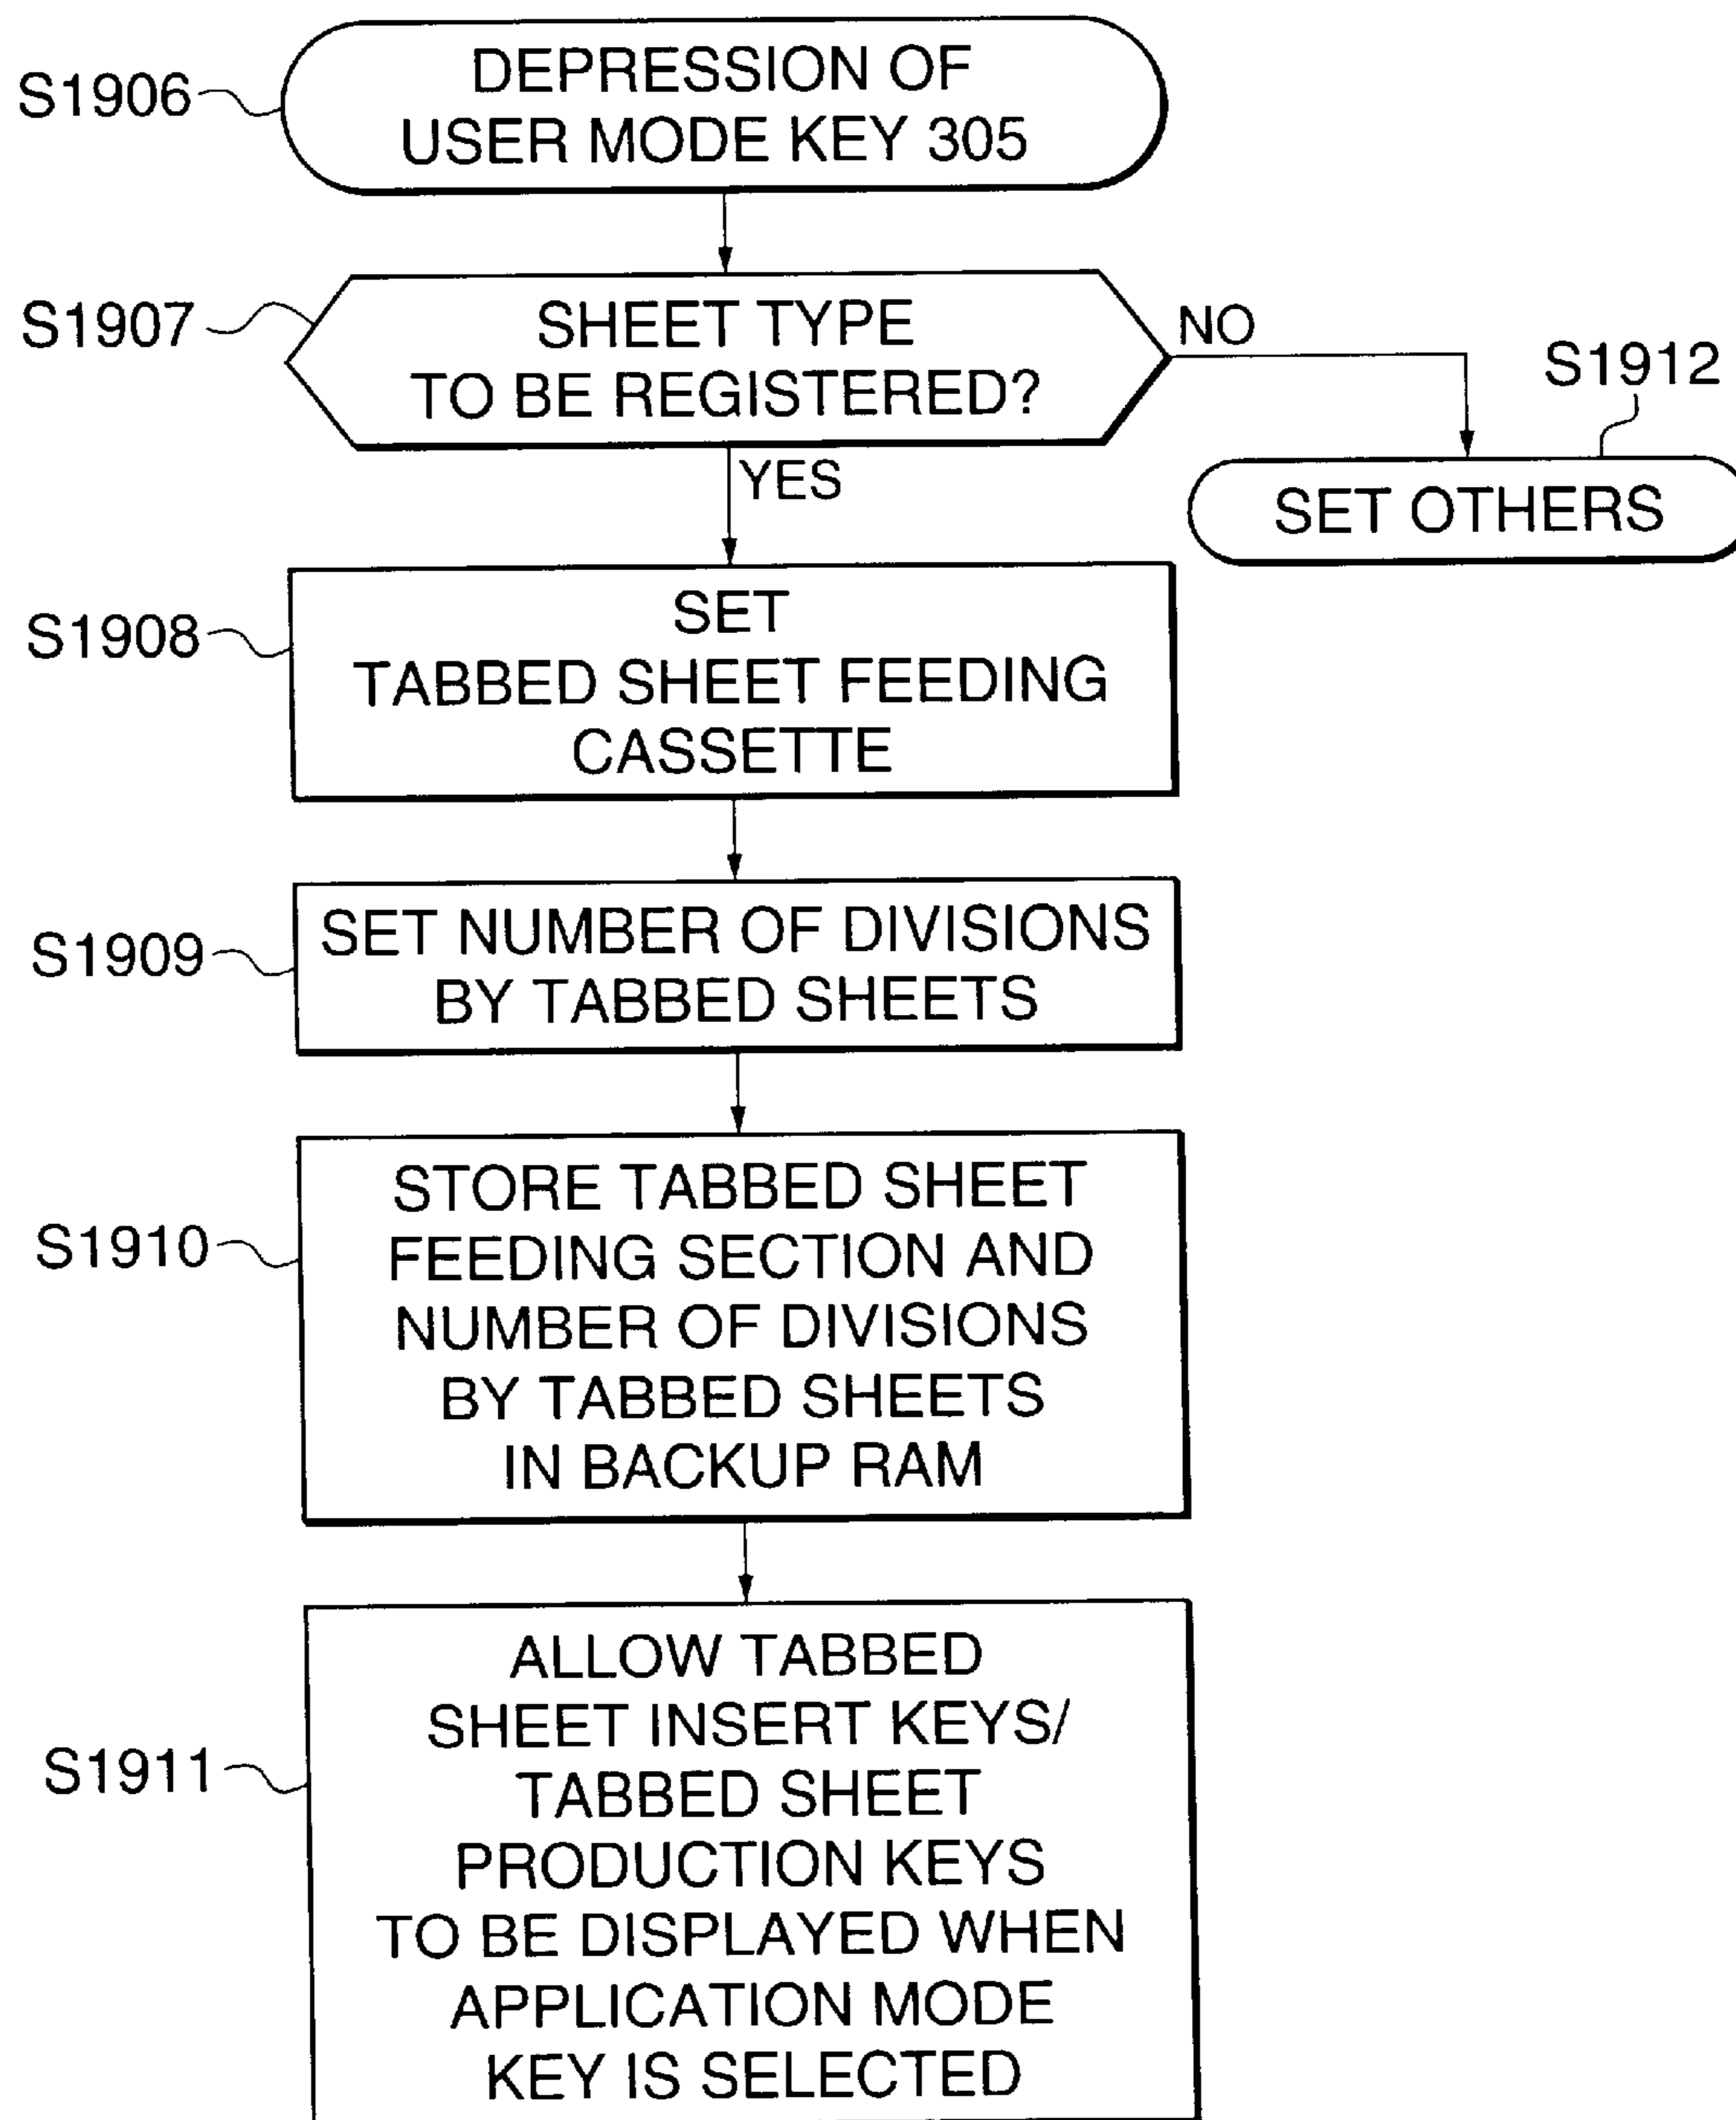 S1906
DEPRESSION OF
USER MODE KEY 305
S1907
SHEET TYPE
TO BE REGISTERED?
NO
S1912
SET OTHERS
YES
S1908
SET
TABBED SHEET FEEDING
CASSETTE
S1909
SET NUMBER OF DIVISIONS
BY TABBED SHEETS
S1910
STORE TABBED SHEET
FEEDING SECTION AND
NUMBER OF DIVISIONS
BY TABBED SHEETS
IN BACKUP RAM
S1911
ALLOW TABBED
SHEET INSERT KEYS/
TABBED SHEET
PRODUCTION KEYS
TO BE DISPLAYED WHEN
APPLICATION MODE
KEY IS SELECTED